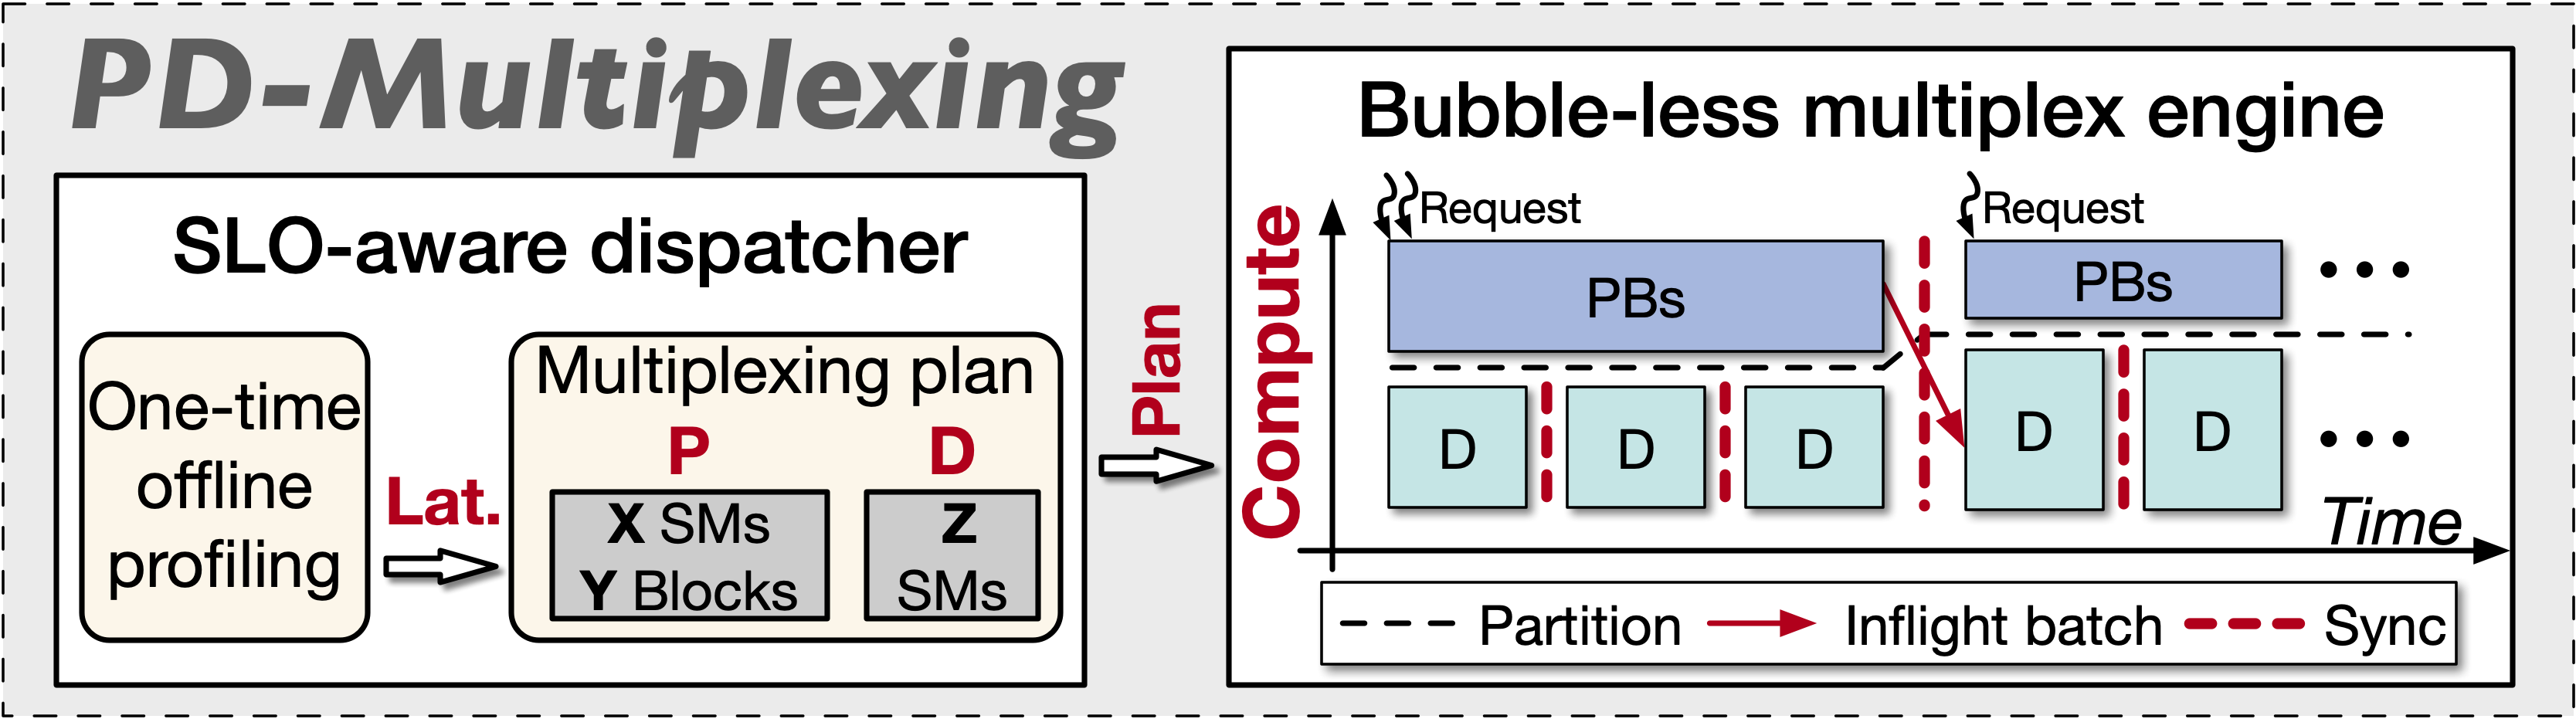 PD-Multiplexing
SLO-aware dispatcher
One-time
offline
profiling
Lat.
Multiplexing plan
P
D
X SMs
Y Blocks
Z
SMs
Plan
Bubble-less multiplex engine
Compute
Request
Request
PBs
PBs
•••
D
D
D
D
D
•••
Time
Partition
Inflight batch
Sync